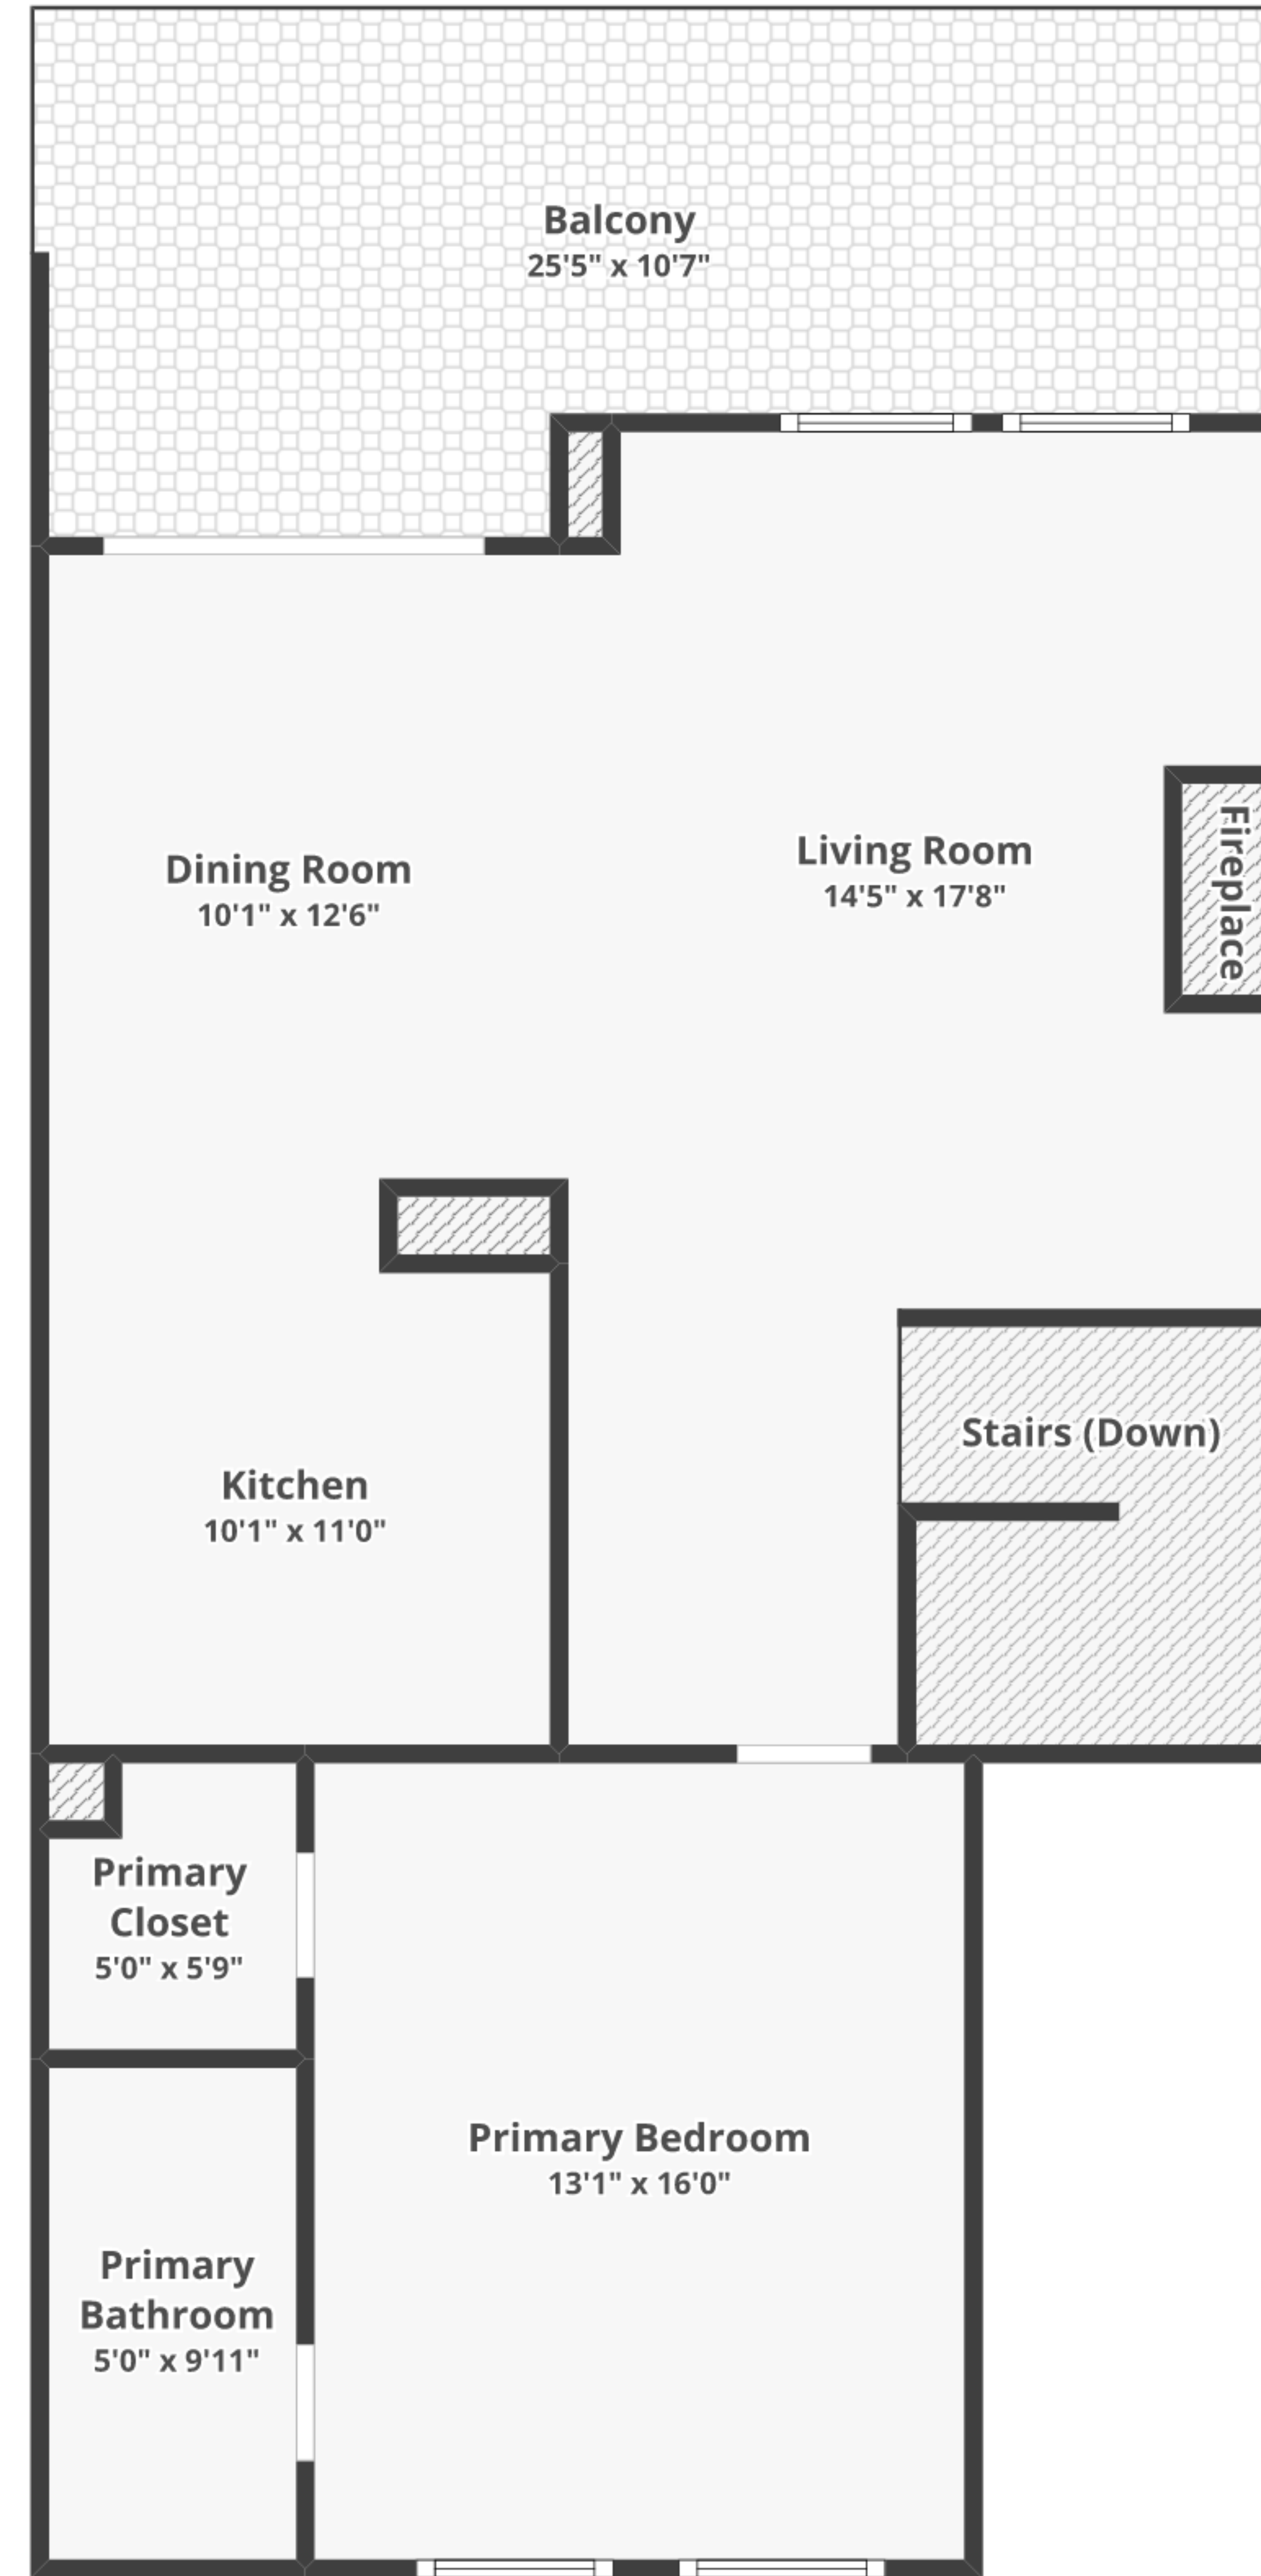 Balcony
25'5" x 10'7"
Living Room
14'5" x 17'8"
Fireplace
Dining Room
10'1" x 12'6"
Stairs (Down)
Kitchen
10'1" x 11'0"
Primary
Closet
5'0" x 5'9"
Primary Bedroom
13'1" x 16'0"
Primary
Bathroom
5'0" x 9'11"